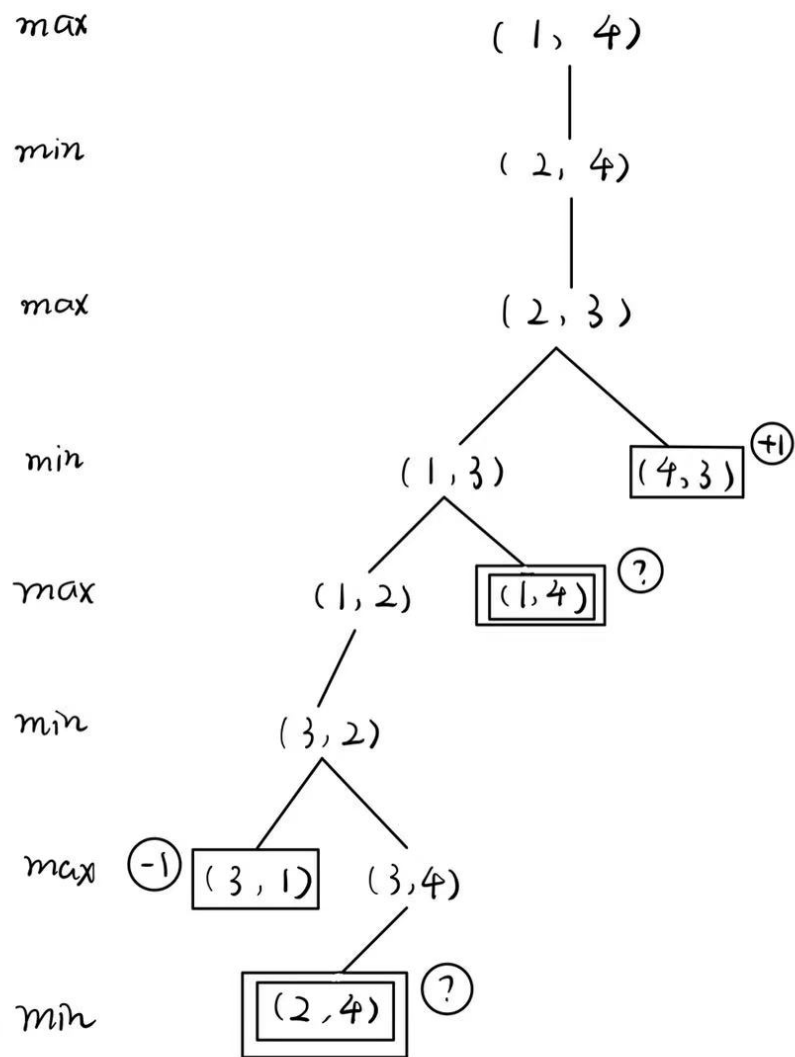 max (1, 4)
min (2, 4)
max (2, 3)
min (1, 3) (4, 3) +1
max (1, 2) (1, 4) ?
min (3, 2)
max -1 (3, 1) (3, 4)
min (2, 4) ?